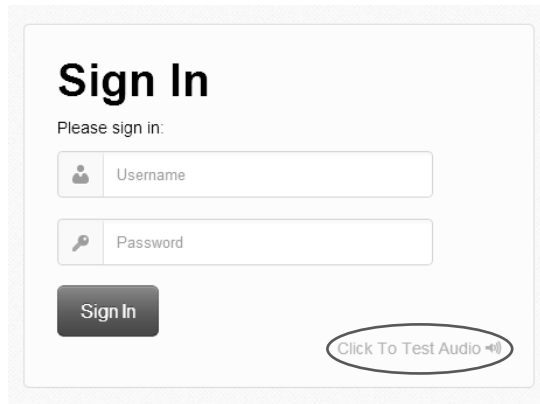 Sign In
Please sign in:
Username
Password
Sign In
Click To Test Audio